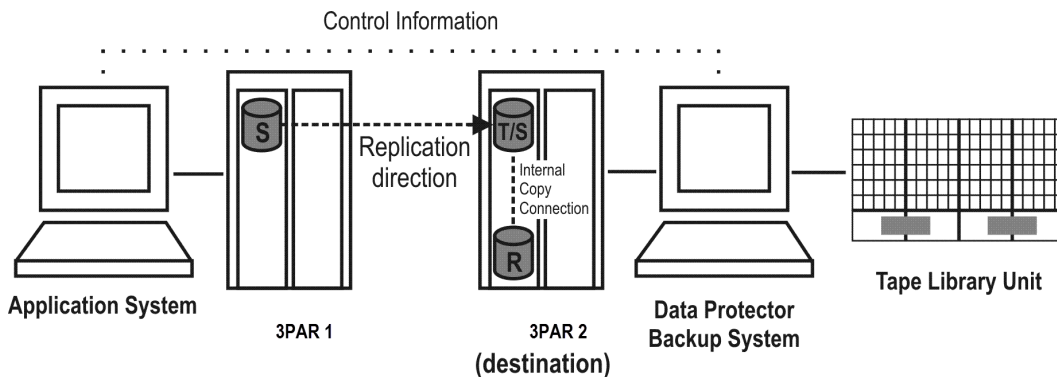 Control Information
S
Replication
direction
T/S
Internal
Copy
Connection
R
Application System
3PAR 1
3PAR 2
(destination)
Data Protector
Backup System
Tape Library Unit